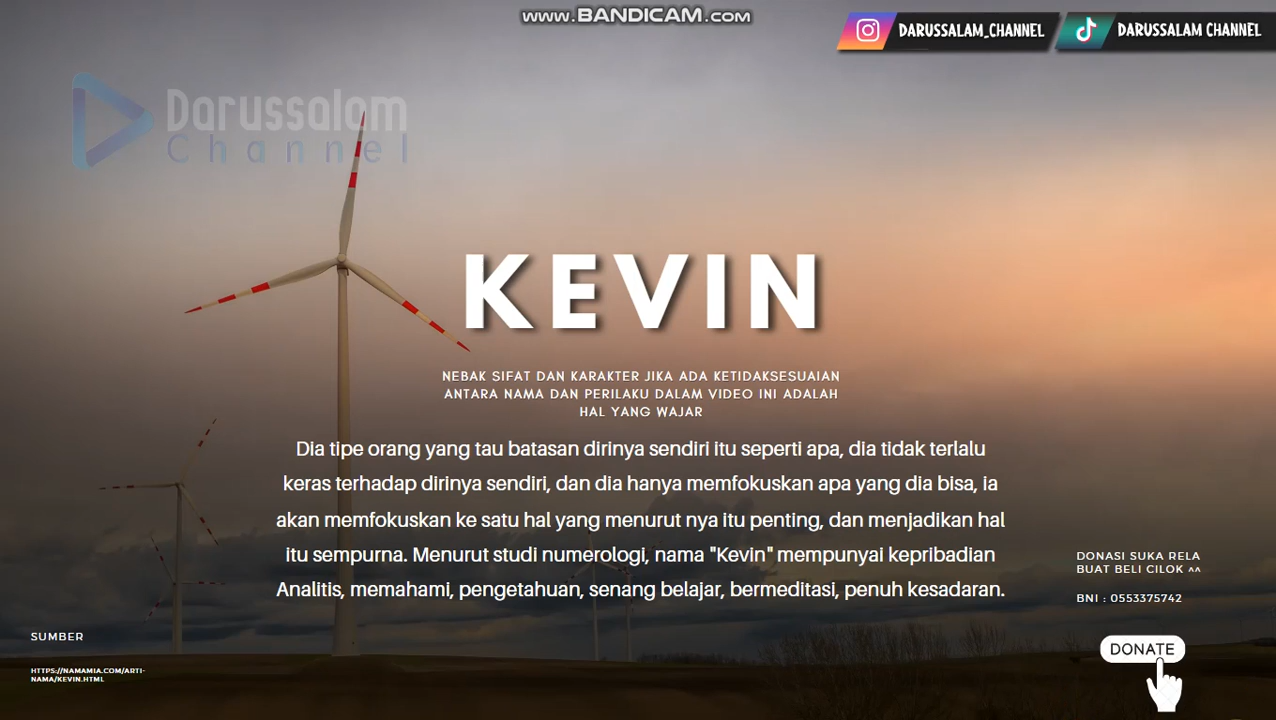 WWW.BANDICAM.COM
DARUSSALAM_CHANNEL
DARUSSALAM CHANNEL
Darussalam
Channel
KEVIN
NEBAK SIFAT DAN KARAKTER JIKA ADA KETIDAKSESUAIAN
ANTARA NAMA DAN PERILAKU DALAM VIDEO INI ADALAH
HAL YANG WAJAR
Dia tipe orang yang tau batasan dirinya sendiri itu seperti apa, dia tidak terlalu
keras terhadap dirinya sendiri, dan dia hanya memfokuskan apa yang dia bisa, ia
akan memfokuskan ke satu hal yang menurut nya itu penting, dan menjadikan hal
itu sempurna. Menurut studi numerologi, nama "Kevin" mempunyai kepribadian
Analitis, memahami, pengetahuan, senang belajar, bermeditasi, penuh kesadaran.
DONASI SUKA RELA
BUAT BELI CILOK ^^
BNI : 0553375742
DONATE
SUMBER
HTTPS://NAMAMIA.COM/ARTI-
NAMA/KEVIN.HTML